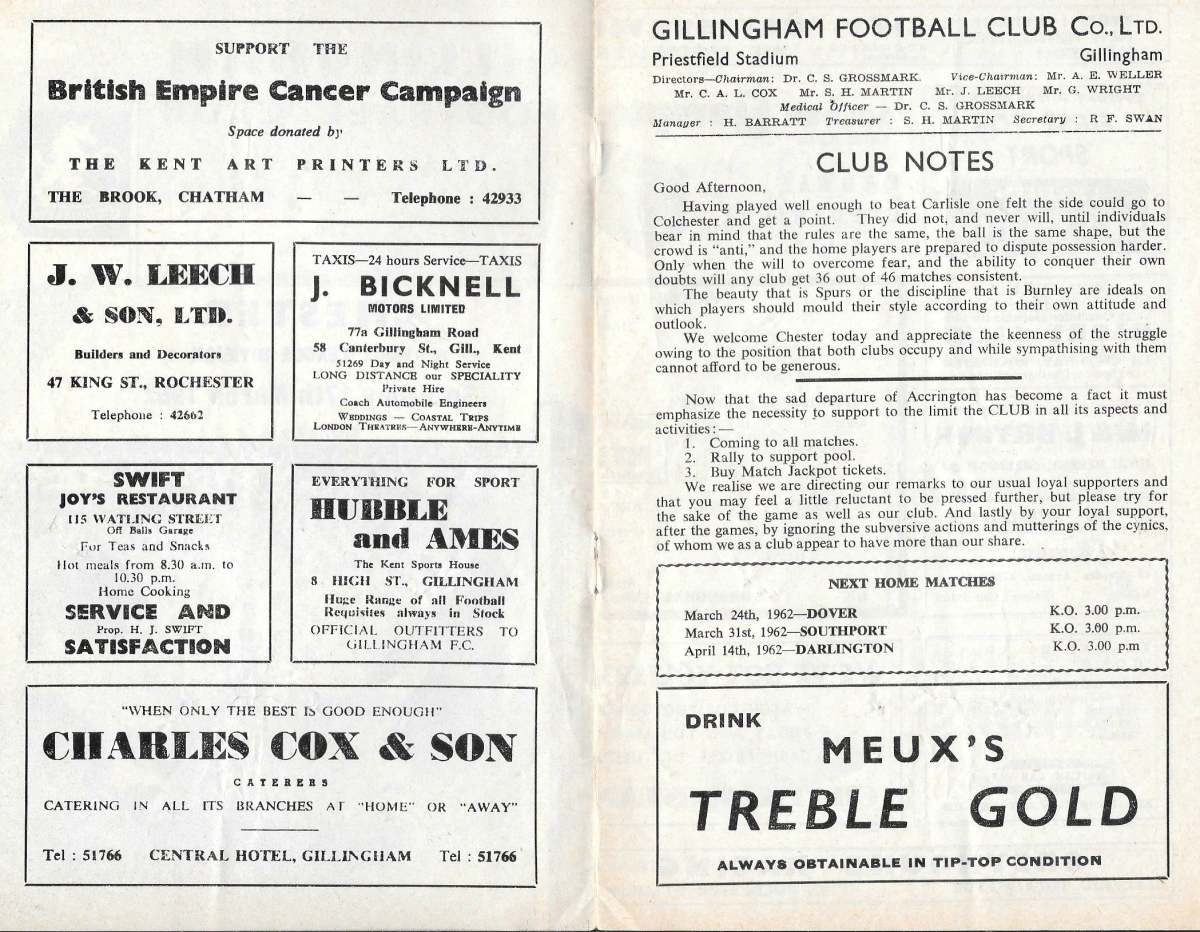 SUPPORT THE
British Empire Cancer Campaign
Space donated by
THE KENT ART PRINTERS LTD.
THE BROOK, CHATHAM — — Telephone : 42933
J. W. LEECH
& SON, LTD.
Builders and Decorators
47 KING ST., ROCHESTER
Telephone : 42662
TAXIS—24 hours Service—TAXIS
J. BICKNELL
MOTORS LIMITED
77a Gillingham Road
58 Canterbury St., Gill., Kent
51269 Day and Night Service
LONG DISTANCE our SPECIALITY
Private Hire
Coach Automobile Engineers
WEDDINGS — COASTAL TRIPS
LONDON THEATRES—ANYWHERE-ANYTIME
SWIFT
JOY'S RESTAURANT
115 WATLING STREET
Off Balls Garage
For Teas and Snacks
Hot meals from 8.30 a.m. to
10.30 p.m.
Home Cooking
SERVICE AND
Prop. H. J. SWIFT
SATISFACTION
EVERYTHING FOR SPORT
HUBBLE
and AMES
The Kent Sports House
8 HIGH ST., GILLINGHAM
Huge Range of all Football
Requisites always in Stock
OFFICIAL OUTFITTERS TO
GILLINGHAM F.C.
"WHEN ONLY THE BEST IS GOOD ENOUGH"
CHARLES COX & SON
CATERERS
CATERING IN ALL ITS BRANCHES AT "HOME" OR "AWAY"
Tel : 51766 CENTRAL HOTEL, GILLINGHAM Tel : 51766
GILLINGHAM FOOTBALL CLUB Co., LTD.
Priestfield Stadium Gillingham
Directors—Chairman: Dr. C. S. GROSSMARK. Vice-Chairman: Mr. A. E. WELLER
Mr. C. A. L. COX Mr. S. H. MARTIN Mr. J. LEECH Mr. G. WRIGHT
Medical Officer — Dr. C. S. GROSSMARK
Manager : H. BARRATT Treasurer : S. H. MARTIN Secretary : R. F. SWAN
CLUB NOTES
Good Afternoon,
Having played well enough to beat Carlisle one felt the side could go to
Colchester and get a point. They did not, and never will, until individuals
bear in mind that the rules are the same, the ball is the same shape, but the
crowd is "anti," and the home players are prepared to dispute possession harder.
Only when the will to overcome fear, and the ability to conquer their own
doubts will any club get 36 out of 46 matches consistent.
The beauty that is Spurs or the discipline that is Burnley are ideals on
which players should mould their style according to their own attitude and
outlook.
We welcome Chester today and appreciate the keenness of the struggle
owing to the position that both clubs occupy and while sympathising with them
cannot afford to be generous.
Now that the sad departure of Accrington has become a fact it must
emphasize the necessity to support to the limit the CLUB in all its aspects and
activities:—
1. Coming to all matches.
2. Rally to support pool.
3. Buy Match Jackpot tickets.
We realise we are directing our remarks to our usual loyal supporters and
that you may feel a little reluctant to be pressed further, but please try for
the sake of the game as well as our club. And lastly by your loyal support,
after the games, by ignoring the subversive actions and mutterings of the cynics,
of whom we as a club appear to have more than our share.
NEXT HOME MATCHES
March 24th, 1962—DOVER K.O. 3.00 p.m.
March 31st, 1962—SOUTHPORT K.O. 3.00 p.m.
April 14th, 1962—DARLINGTON K.O. 3.00 p.m
DRINK
MEUX'S
TREBLE GOLD
ALWAYS OBTAINABLE IN TIP-TOP CONDITION